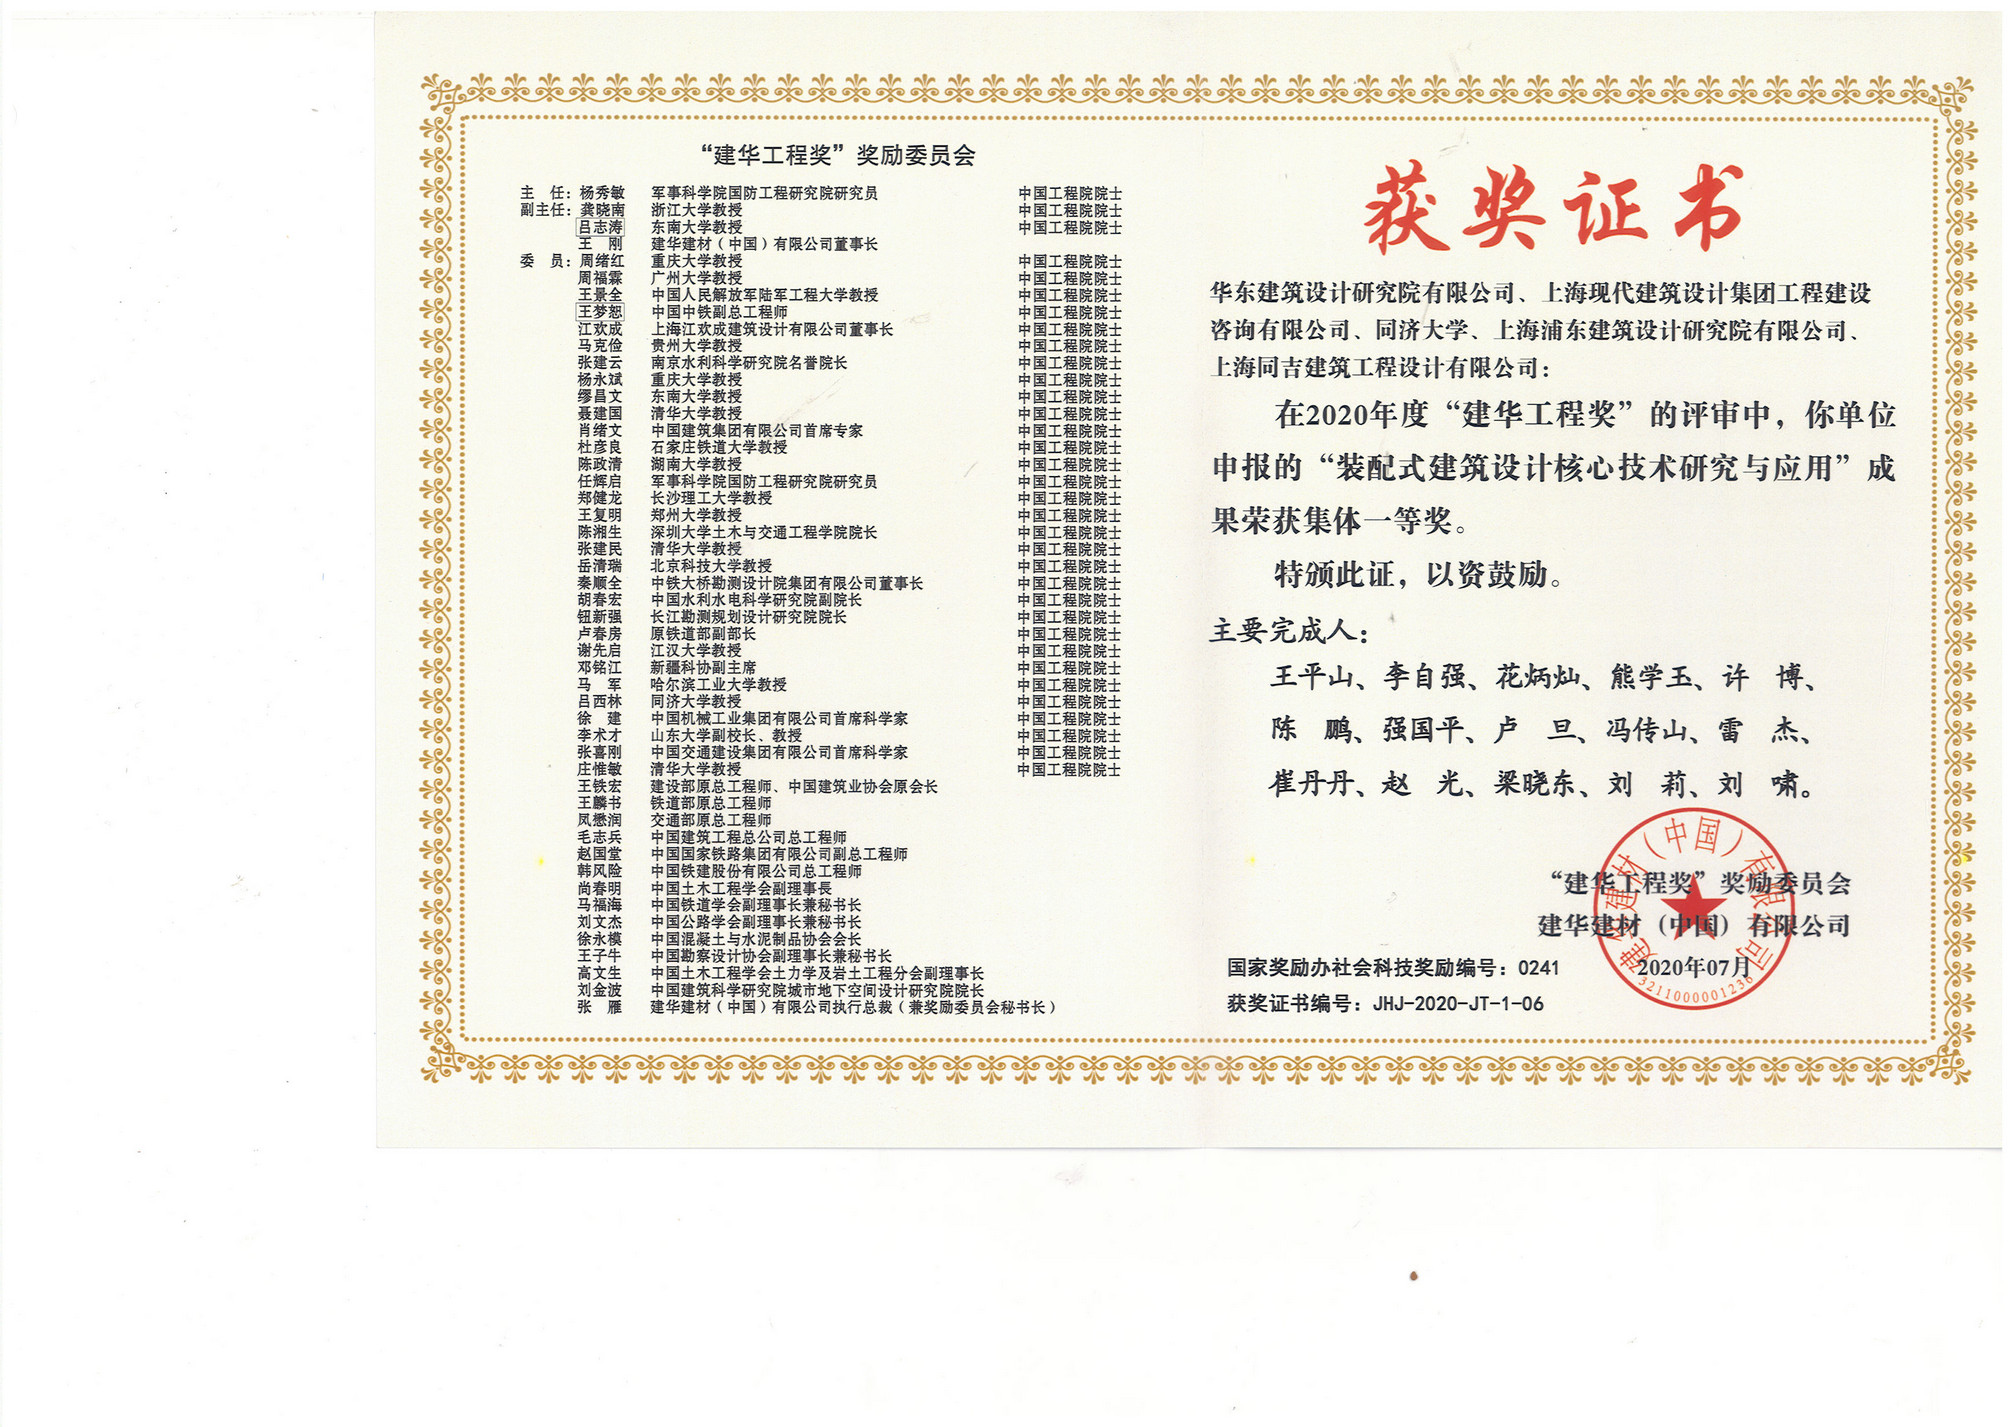 “建华工程奖”奖励委员会
主　任：杨秀敏　军事科学院国防工程研究院研究员　中国工程院院士
副主任：龚晓南　浙江大学教授　中国工程院院士
吕志涛　东南大学教授　中国工程院院士
王　刚　建华建材（中国）有限公司董事长
委　员：周绪红　重庆大学教授　中国工程院院士
周福霖　广州大学教授　中国工程院院士
王景全　中国人民解放军陆军工程大学教授　中国工程院院士
王梦恕　中国中铁副总工程师　中国工程院院士
江欢成　上海江欢成建筑设计有限公司董事长　中国工程院院士
马克俭　贵州大学教授　中国工程院院士
张建云　南京水利科学研究院名誉院长　中国工程院院士
杨永斌　重庆大学教授　中国工程院院士
缪昌文　东南大学教授　中国工程院院士
聂建国　清华大学教授　中国工程院院士
肖绪文　中国建筑集团有限公司首席专家　中国工程院院士
杜彦良　石家庄铁道大学教授　中国工程院院士
陈政清　湖南大学教授　中国工程院院士
任辉启　军事科学院国防工程研究院研究员　中国工程院院士
郑健龙　长沙理工大学教授　中国工程院院士
王复明　郑州大学教授　中国工程院院士
陈湘生　深圳大学土木与交通工程学院院长　中国工程院院士
张建民　清华大学教授　中国工程院院士
岳清瑞　北京科技大学教授　中国工程院院士
秦顺全　中铁大桥勘测设计院集团有限公司董事长　中国工程院院士
胡春宏　中国水利水电科学研究院副院长　中国工程院院士
钮新强　长江勘测规划设计研究院院长　中国工程院院士
卢春房　原铁道部副部长　中国工程院院士
谢先启　江汉大学教授　中国工程院院士
邓铭江　新疆科协副主席　中国工程院院士
马　军　哈尔滨工业大学教授　中国工程院院士
吕西林　同济大学教授　中国工程院院士
徐　建　中国机械工业集团有限公司首席科学家　中国工程院院士
李术才　山东大学副校长、教授　中国工程院院士
张喜刚　中国交通建设集团有限公司首席科学家　中国工程院院士
庄惟敏　清华大学教授　中国工程院院士
王铁宏　建设部原总工程师、中国建筑业协会原会长
王麟书　铁道部原总工程师
凤懋润　交通部原总工程师
毛志兵　中国建筑工程总公司总工程师
赵国堂　中国国家铁路集团有限公司副总工程师
韩风险　中国铁建股份有限公司总工程师
尚春明　中国土木工程学会副理事長
马福海　中国铁道学会副理事长兼秘书长
刘文杰　中国公路学会副理事长兼秘书长
徐永模　中国混凝土与水泥制品协会会长
王子牛　中国勘察设计协会副理事长兼秘书长
高文生　中国土木工程学会土力学及岩土工程分会副理事长
刘金波　中国建筑科学研究院城市地下空间设计研究院院长
张　雁　建华建材（中国）有限公司执行总裁（兼奖励委员会秘书长）
获奖证书
华东建筑设计研究院有限公司、上海现代建筑设计集团工程建设
咨询有限公司、同济大学、上海浦东建筑设计研究院有限公司、
上海同吉建筑工程设计有限公司：
在2020年度“建华工程奖”的评审中，你单位
申报的“装配式建筑设计核心技术研究与应用”成
果荣获集体一等奖。
特颁此证，以资鼓励。
主要完成人：
王平山、李自强、花炳灿、熊学玉、许　博、
陈　鹏、强国平、卢　旦、冯传山、雷　杰、
崔丹丹、赵　光、梁晓东、刘　莉、刘　啸。
“建华工程奖”奖励委员会
建华建材（中国）有限公司
2020年07月
建华建材（中国）有限公司
3211000001236
国家奖励办社会科技奖励编号：0241
获奖证书编号：JHJ-2020-JT-1-06